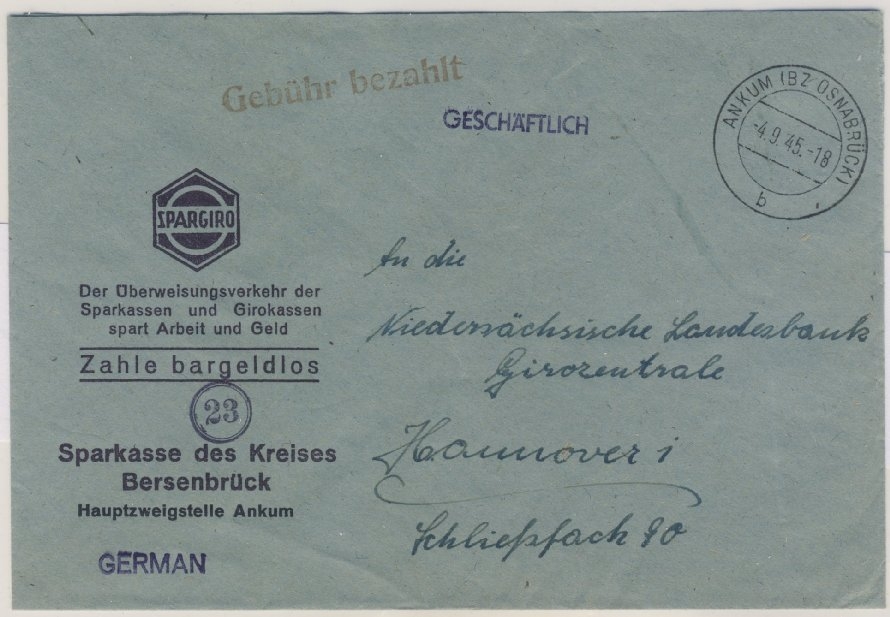 Gebühr bezahlt
GESCHÄFTLICH
ANKUM (BZ OSNABRÜCK)
-4.9.45.-18
b
SPARGIRO
Der Überweisungsverkehr der
Sparkassen und Girokassen
spart Arbeit und Geld
Zahle bargeldlos
23
Sparkasse des Kreises
Bersenbrück
Hauptzweigstelle Ankum
GERMAN
An die
Niedersächsische Landesbank
Girozentrale
Hannover 1
Schließfach 90